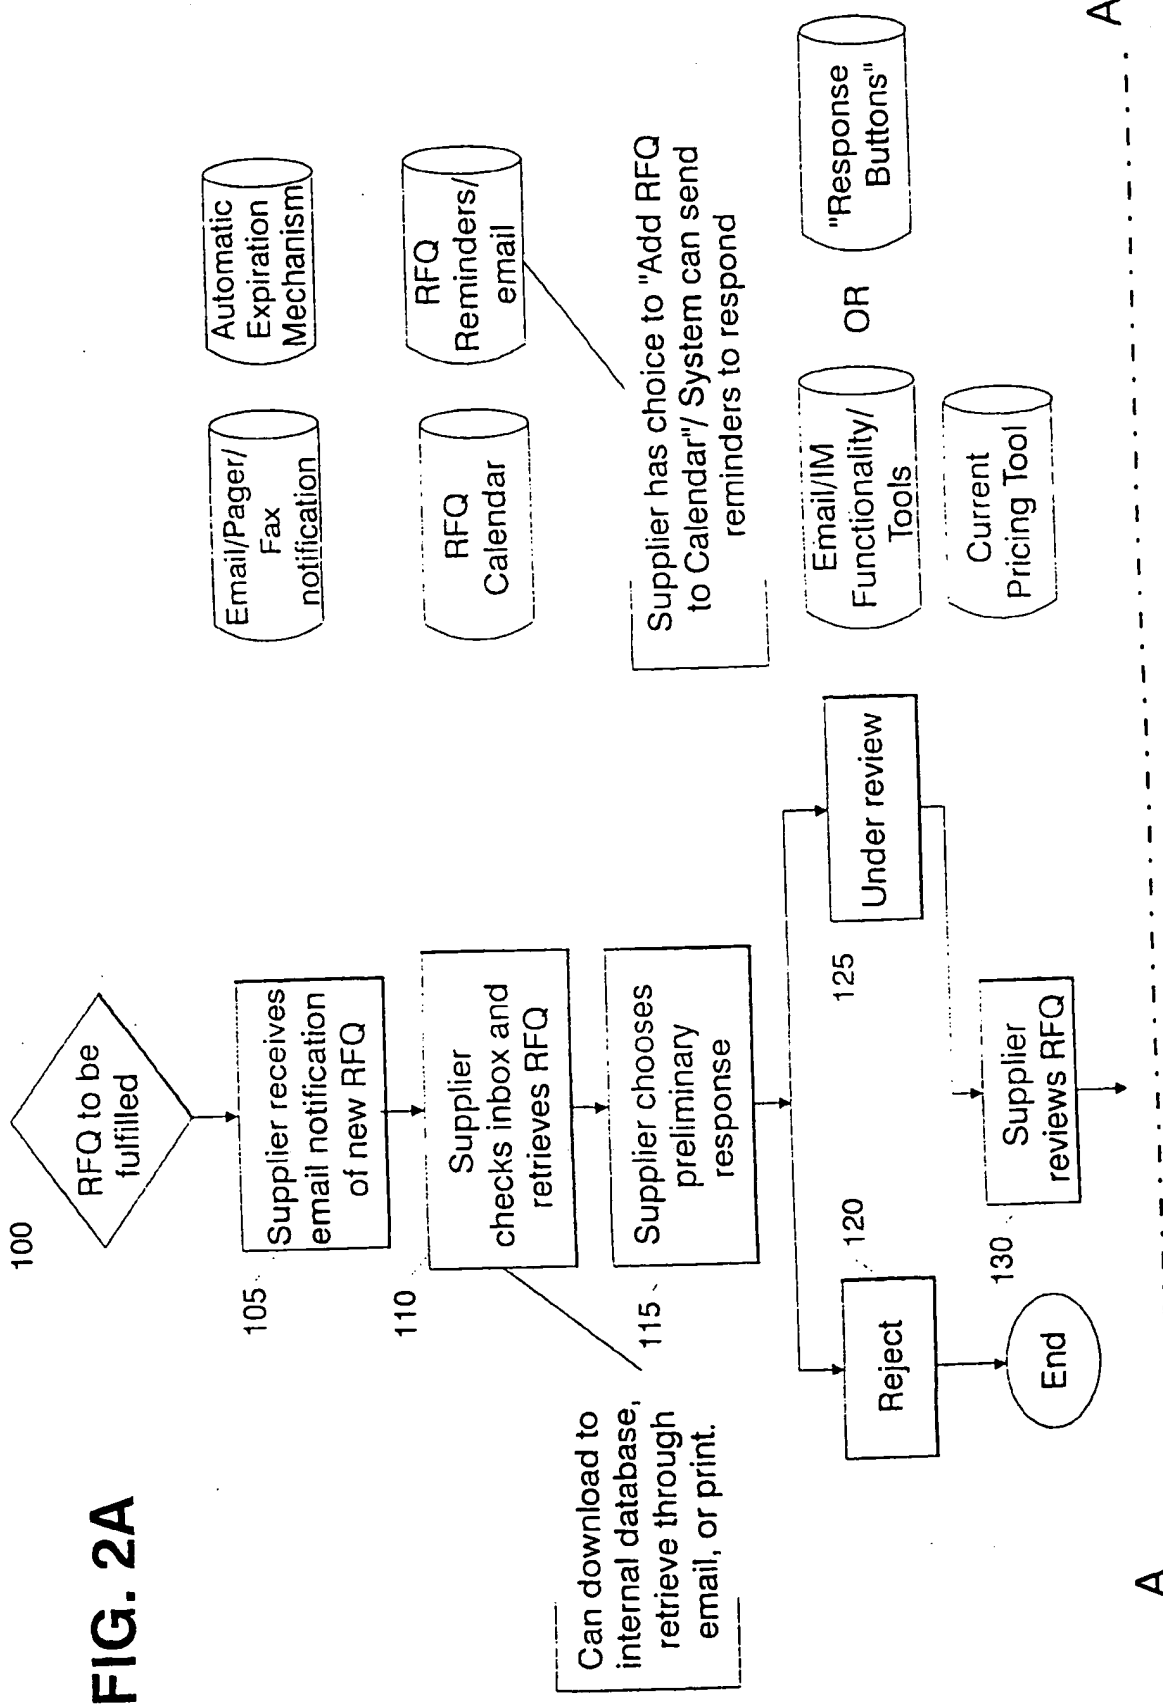 FIG. 2A
100
RFQ to be
fulfilled
105
Supplier receives
email notification
of new RFQ
Email/Pager/
Fax
notification
Automatic
Expiration
Mechanism
110
Supplier
checks inbox and
retrieves RFQ
RFQ
Calendar
RFQ
Reminders/
email
Can download to
internal database,
retrieve through
email, or print.
115
Supplier chooses
preliminary
response
Supplier has choice to "Add RFQ
to Calendar"/ System can send
reminders to respond
120
Reject
125
Under review
Email/IM
Functionality/
Tools
OR
"Response
Buttons"
End
130
Supplier
reviews RFQ
Current
Pricing Tool
A
A